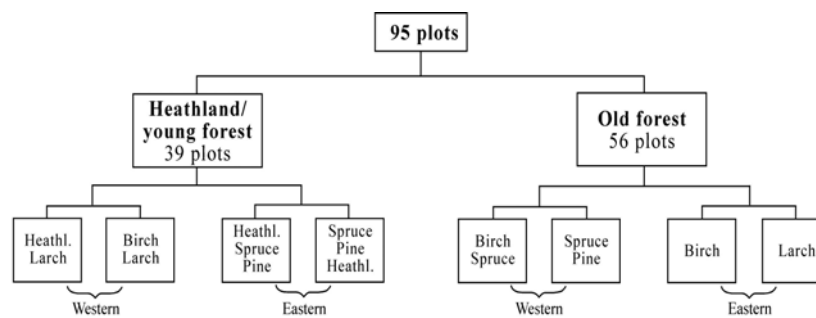 95 plots
Heathland/
young forest
39 plots
Old forest
56 plots
Heathl.
Larch
Birch
Larch
Heathl.
Spruce
Pine
Spruce
Pine
Heathl.
Birch
Spruce
Spruce
Pine
Birch
Larch
Western
Eastern
Western
Eastern